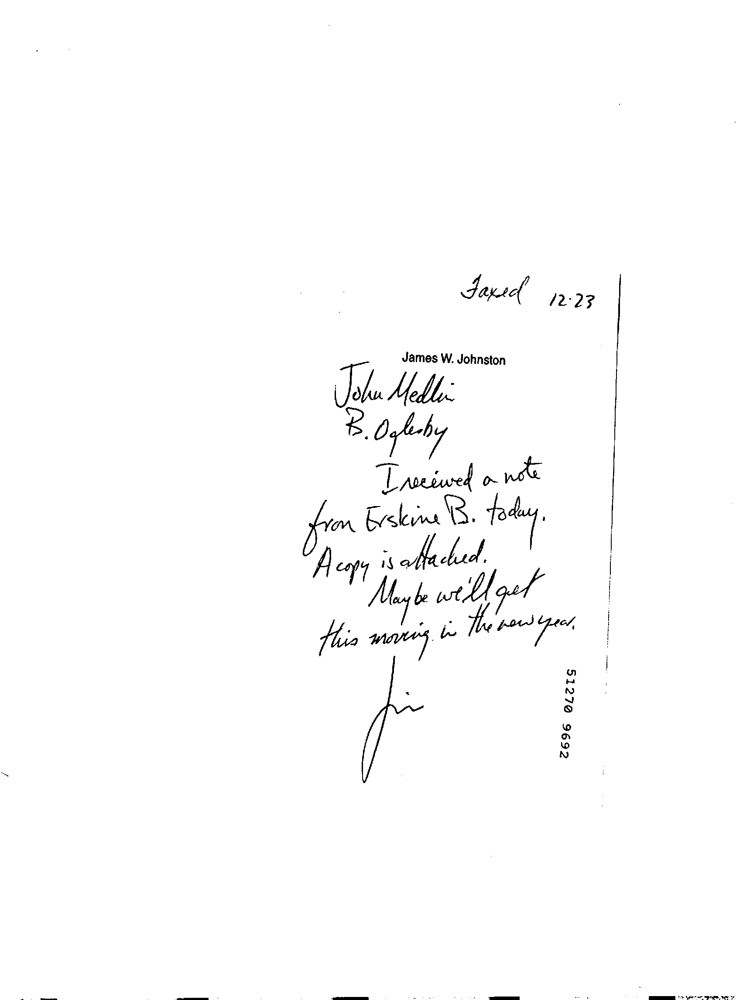 Faxed 12·23
James W. Johnston
John Medlin
B. Oglesby
I received a note
from Erskine B. today.
A copy is attached.
Maybe we'll get
this moving in the new year.
Jim
51270 9692